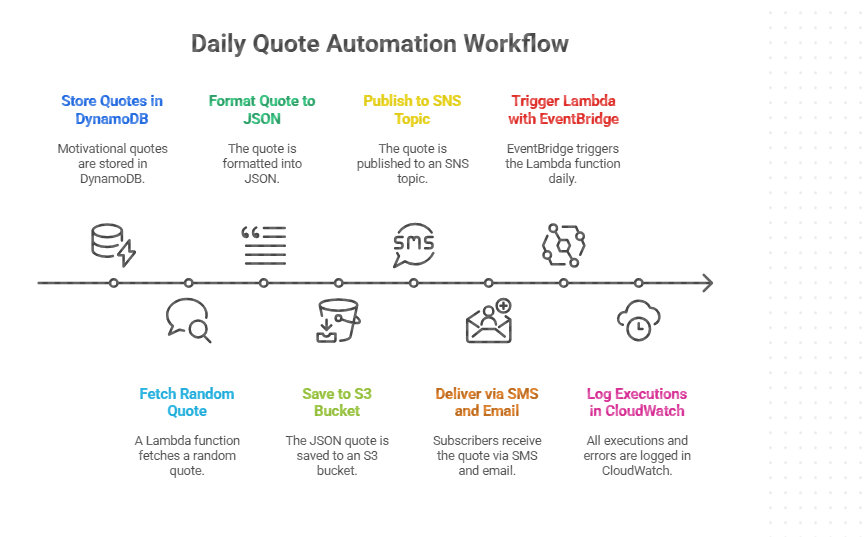 Daily Quote Automation Workflow
Store Quotes in
DynamoDB
Motivational quotes
are stored in
DynamoDB.
Fetch Random
Quote
A Lambda function
fetches a random
quote.
Format Quote to
JSON
The quote is
formatted into
JSON.
Save to S3
Bucket
The JSON quote is
saved to an S3
bucket.
Publish to SNS
Topic
The quote is
published to an SNS
topic.
SMS
Deliver via SMS
and Email
Subscribers receive
the quote via SMS
and email.
Trigger Lambda
with EventBridge
EventBridge triggers
the Lambda function
daily.
Log Executions
in CloudWatch
All executions and
errors are logged in
CloudWatch.